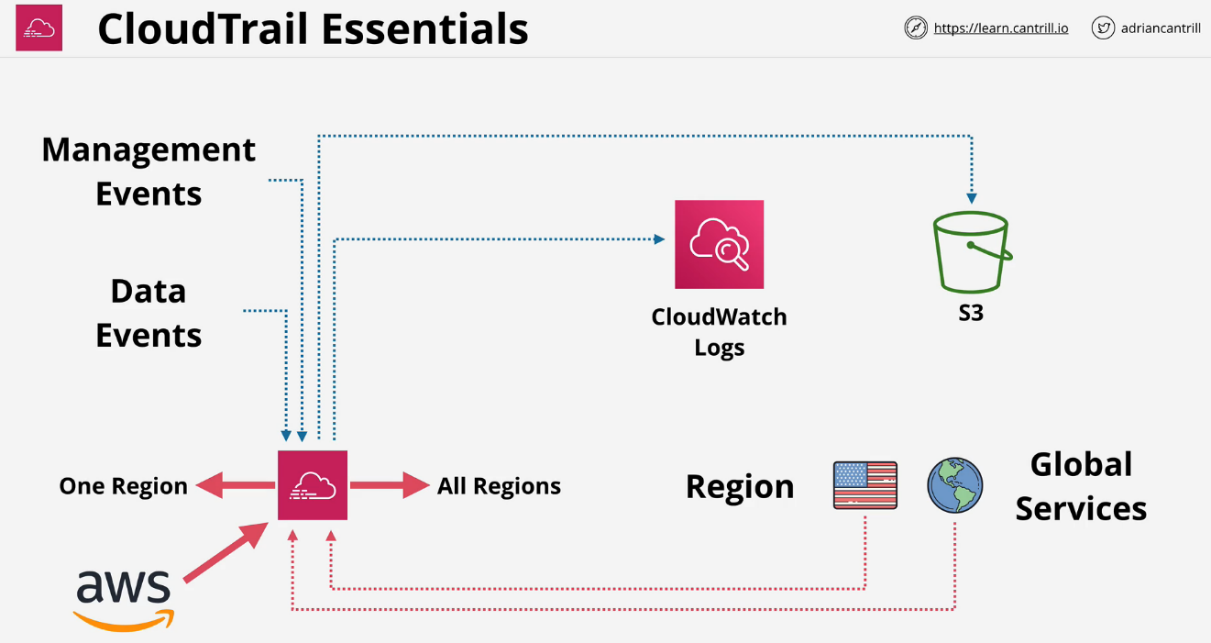 CloudTrail Essentials
https://learn.cantrill.io
adriancantrill
Management
Events
Data
Events
CloudWatch
Logs
S3
One Region
All Regions
Region
Global
Services
aws